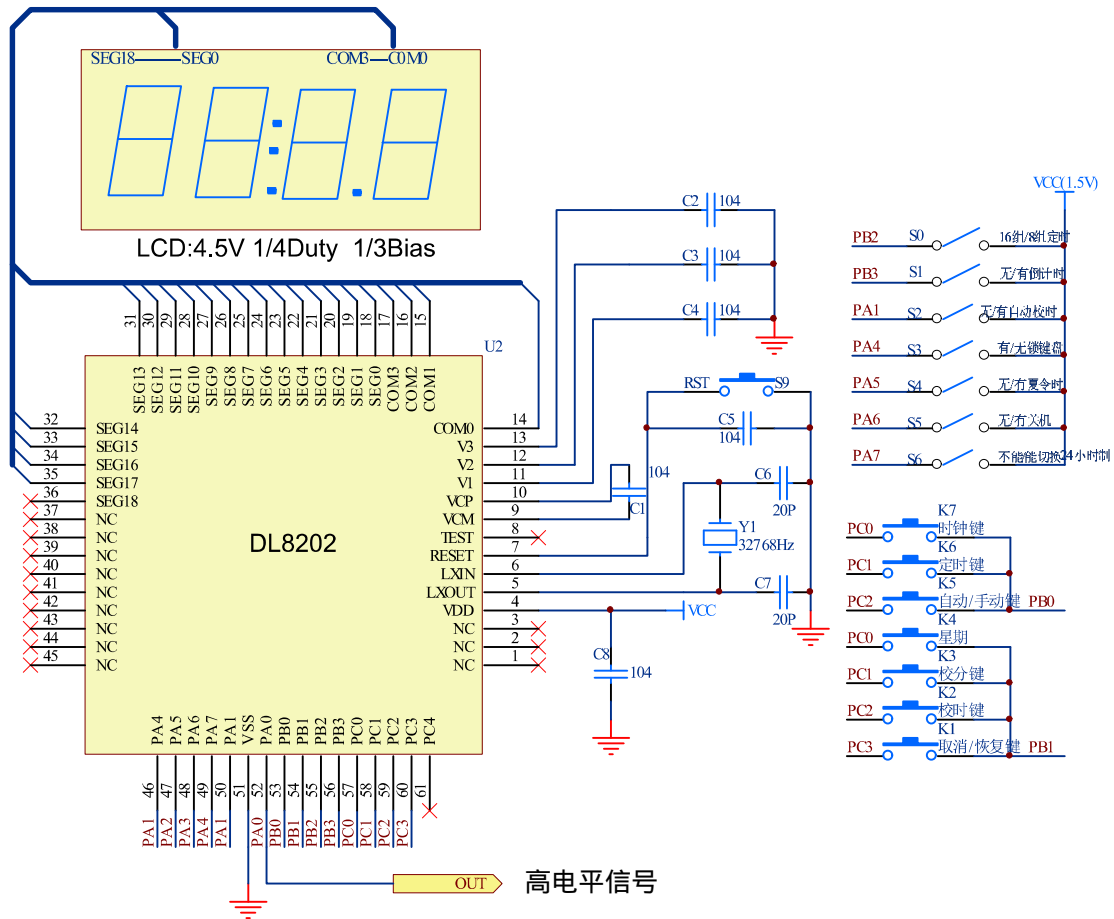 SEG18 SEG0 COM3 COM0
LCD:4.5V 1/4Duty 1/3Bias
31 30 29 28 27 26 25 24 23 22 21 20 19 18 17 16 15
U2
SEG13 SEG12 SEG11 SEG10 SEG9 SEG8 SEG7 SEG6 SEG5 SEG4 SEG3 SEG2 SEG1 SEG0 COM3 COM2 COM1
32 SEG14
33 SEG15
34 SEG16
35 SEG17
36 SEG18
37 NC
38 NC
39 NC
40 NC
41 NC
42 NC
43 NC
44 NC
45 NC
DL8202
COM0 14
V3 13
V2 12
V1 11
VCP 10
VCM 9
TEST 8
RESET 7
LXIN 6
LXOUT 5
VDD 4
NC 3
NC 2
NC 1
PA4 PA5 PA6 PA7 PA1 VSS PA0 PB0 PB1 PB2 PB3 PC0 PC1 PC2 PC3 PC4
46 47 48 49 50 51 52 53 54 55 56 57 58 59 60 61
PA1 PA2 PA3 PA4 PA1 PA0 PB0 PB1 PB2 PB3 PC0 PC1 PC2 PC3
OUT 高电平信号
C2 104
C3 104
C4 104
RST S9
C5
104
104
C1
C6
20P
Y1
32768Hz
C7
20P
VCC
C8
104
VCC(1.5V)
PB2 S0 16组/8组定时
PB3 S1 无/有倒计时
PA1 S2 无/有自动校时
PA4 S3 有/无锁键盘
PA5 S4 无/有夏令时
PA6 S5 无/有关机
PA7 S6 不能能切换24小时制
K7
PC0 时钟键
K6
PC1 定时键
K5
PC2 自动/手动键 PB0
K4
PC0 星期
K3
PC1 校分键
K2
PC2 校时键
K1
PC3 取消/恢复键 PB1